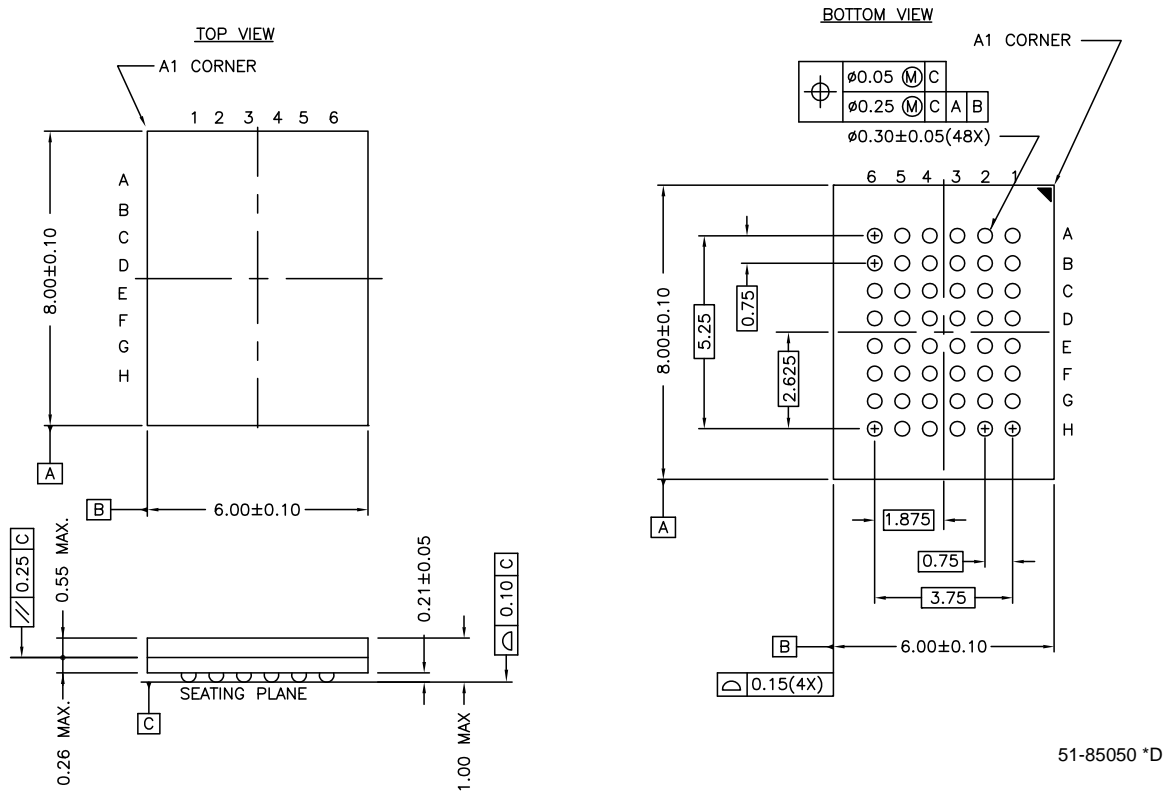 TOP VIEW
A1 CORNER
1 2 3 4 5 6
A
B
C
D
E
F
G
H
8.00±0.10
A
B
6.00±0.10
// 0.25 C
0.55 MAX.
0.21±0.05
0.10 C
SEATING PLANE
C
0.26 MAX.
1.00 MAX
BOTTOM VIEW
A1 CORNER
ø0.05 Ⓜ C
ø0.25 Ⓜ C A B
ø0.30±0.05(48X)
6 5 4 3 2 1
A
B
C
D
E
F
G
H
8.00±0.10
5.25
0.75
2.625
A
1.875
0.75
3.75
B
6.00±0.10
0.15(4X)
51-85050 *D